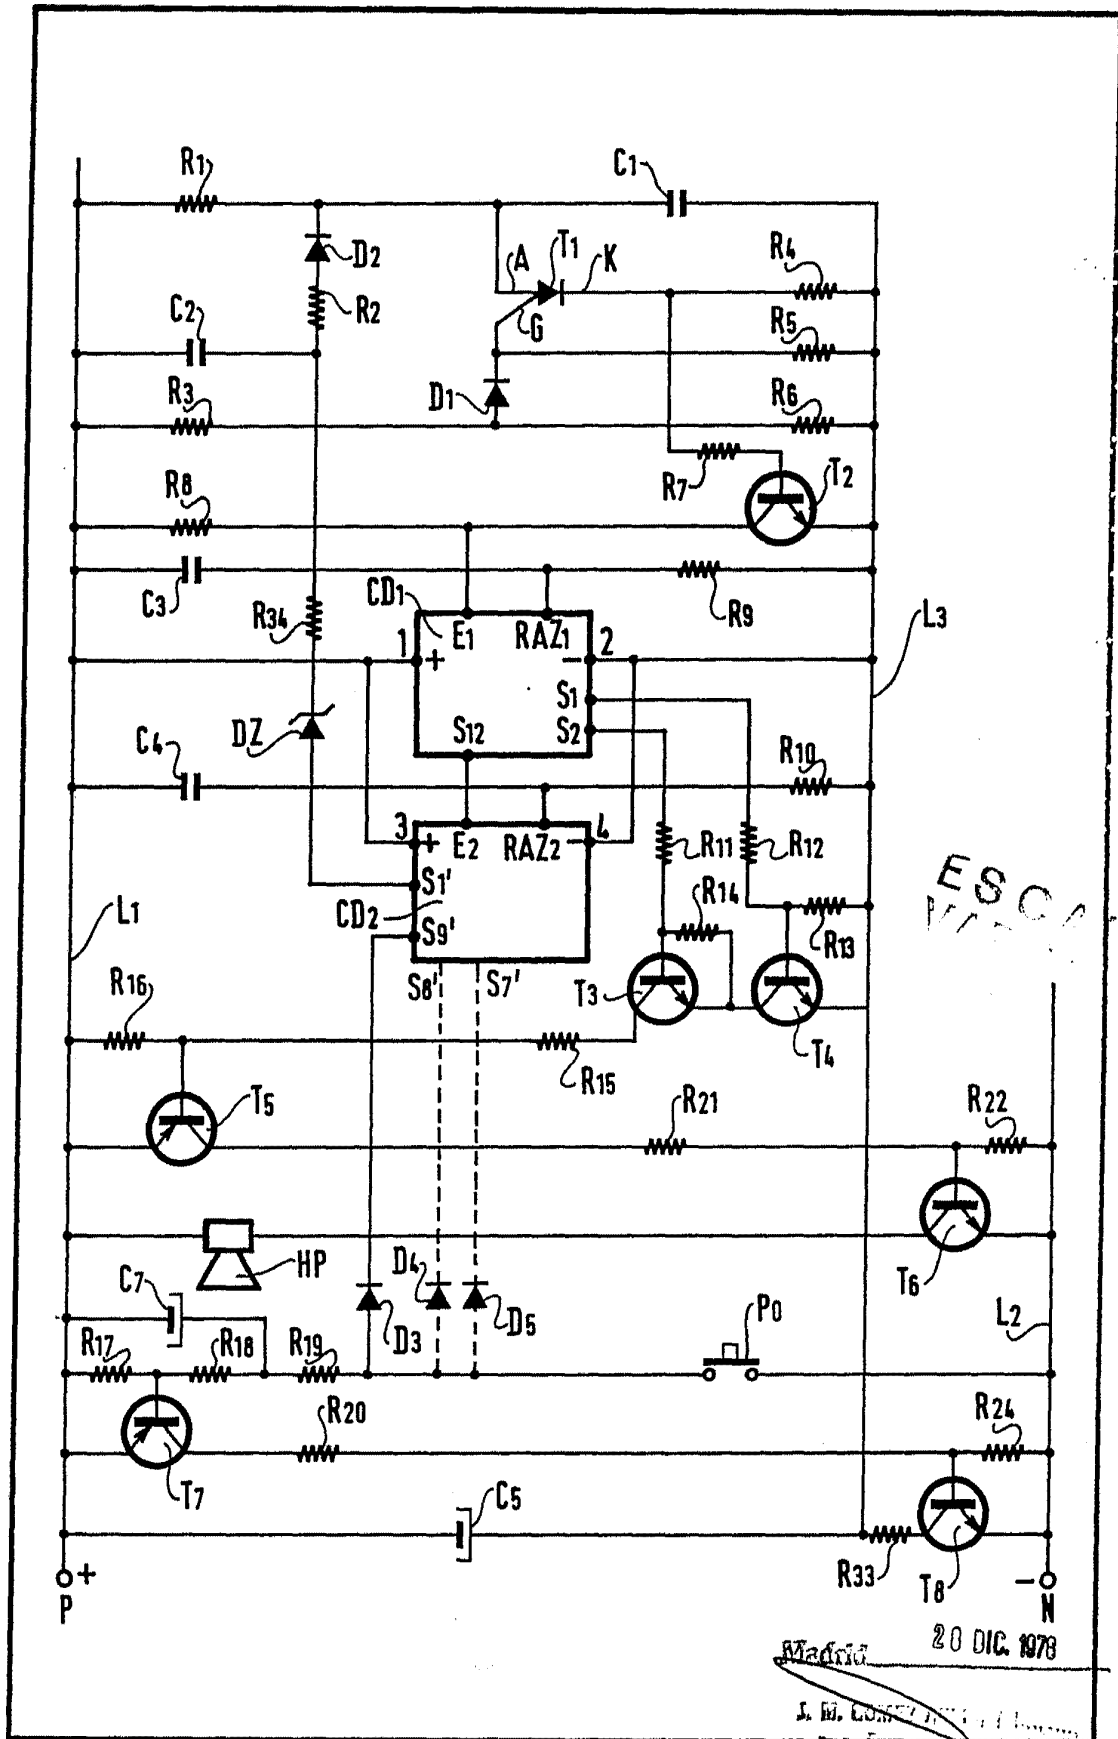 R1 C1
D2 A T1 K R4
C2 R2 G R5
R3 D1 R6
R7 T2
R8
C3 R34 CD1 E1 RAZ1 R9 L3
1 + - 2
S1
DZ S12 S2
C4 R10
3 + E2 RAZ2 - 4 R11 R12
S1'
CD2 R14
L1 S9' R13
R16 S8' S7' T3 T4
R15
T5 R21 R22
HP T6
C7 D4 D5 P0 L2
R17 R18 R19 D3
R20 R24
T7 C5
R33 T8
+ -
P N
ESCA
Madrid 20 DIC. 1978
J. M.